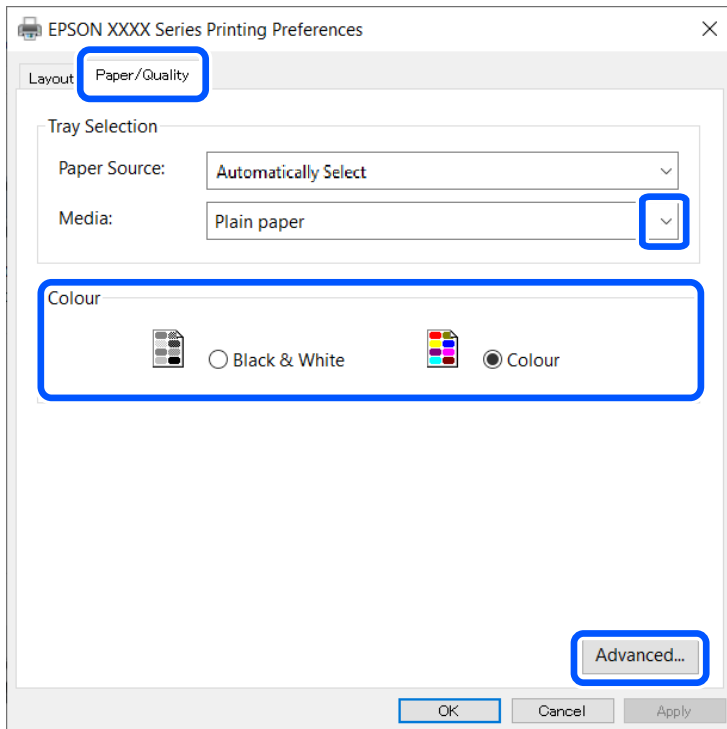 EPSON XXXX Series Printing Preferences
Layout Paper/Quality
Tray Selection
Paper Source: Automatically Select
Media: Plain paper
Colour
Black & White Colour
Advanced...
OK Cancel Apply